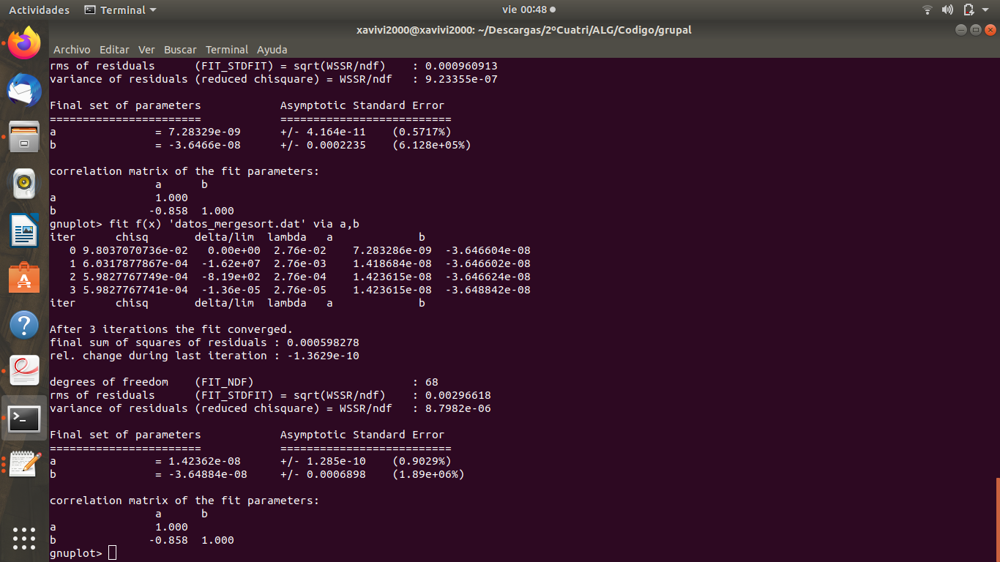 Actividades Terminal vie 00:48
xavivi2000@xavivi2000: ~/Descargas/2ºCuatri/ALG/Codigo/grupal
Archivo Editar Ver Buscar Terminal Ayuda
rms of residuals (FIT_STDFIT) = sqrt(WSSR/ndf) : 0.000960913
variance of residuals (reduced chisquare) = WSSR/ndf : 9.23355e-07
Final set of parameters Asymptotic Standard Error
======================= ==========================
a = 7.28329e-09 +/- 4.164e-11 (0.5717%)
b = -3.6466e-08 +/- 0.0002235 (6.128e+05%)
correlation matrix of the fit parameters:
a b
a 1.000
b -0.858 1.000
gnuplot> fit f(x) 'datos_mergesort.dat' via a,b
iter chisq delta/lim lambda a b
0 9.8037070736e-02 0.00e+00 2.76e-02 7.283286e-09 -3.646604e-08
1 6.0317877867e-04 -1.62e+07 2.76e-03 1.418684e-08 -3.646602e-08
2 5.9827767749e-04 -8.19e+02 2.76e-04 1.423615e-08 -3.646624e-08
3 5.9827767741e-04 -1.36e-05 2.76e-05 1.423615e-08 -3.648842e-08
iter chisq delta/lim lambda a b
After 3 iterations the fit converged.
final sum of squares of residuals : 0.000598278
rel. change during last iteration : -1.3629e-10
degrees of freedom (FIT_NDF) : 68
rms of residuals (FIT_STDFIT) = sqrt(WSSR/ndf) : 0.00296618
variance of residuals (reduced chisquare) = WSSR/ndf : 8.7982e-06
Final set of parameters Asymptotic Standard Error
======================= ==========================
a = 1.42362e-08 +/- 1.285e-10 (0.9029%)
b = -3.64884e-08 +/- 0.0006898 (1.89e+06%)
correlation matrix of the fit parameters:
a b
a 1.000
b -0.858 1.000
gnuplot>